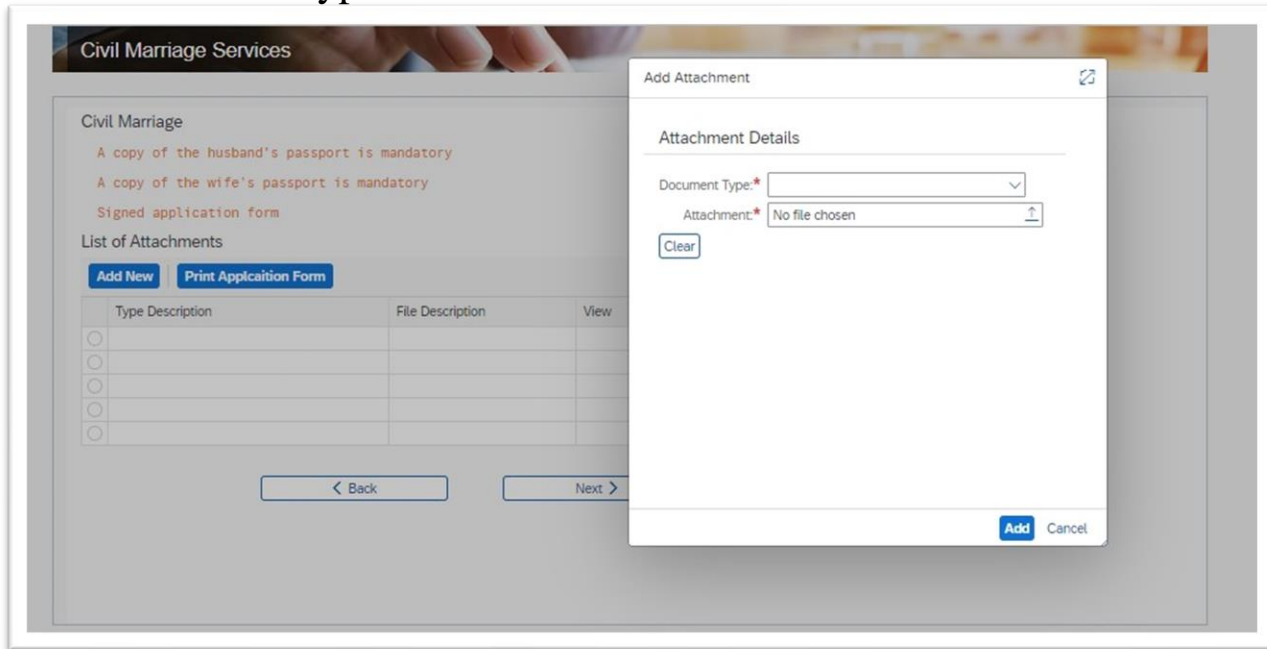 Civil Marriage Services
Civil Marriage
A copy of the husband's passport is mandatory
A copy of the wife's passport is mandatory
Signed application form
List of Attachments
Add New
Print Applcaition Form
Type Description
File Description
View
Back
Next
Add Attachment
Attachment Details
Document Type:*
Attachment:* No file chosen
Clear
Add Cancel